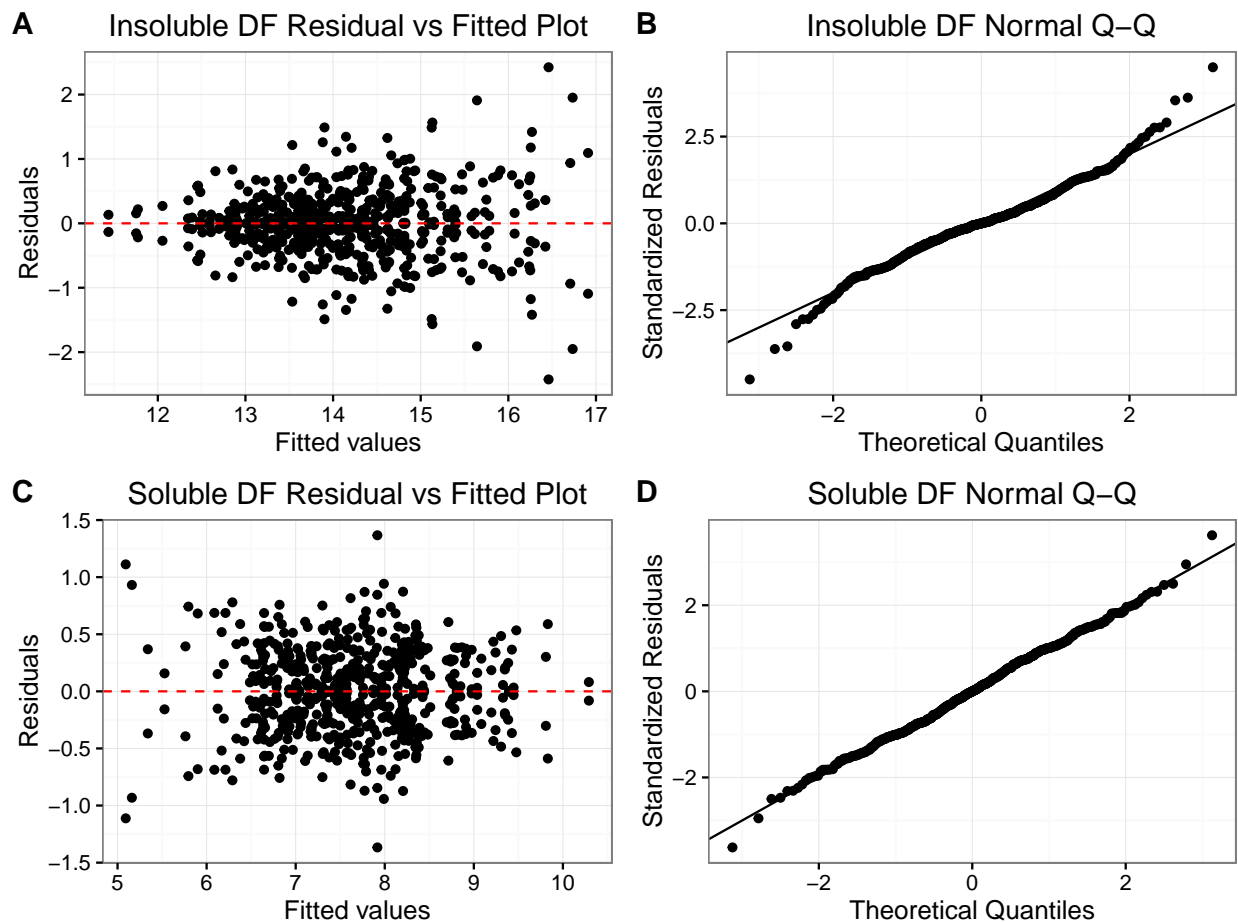 A
Insoluble DF Residual vs Fitted Plot
Residuals
2
1
0
−1
−2
12 13 14 15 16 17
Fitted values
B
Insoluble DF Normal Q−Q
Standardized Residuals
2.5
0.0
−2.5
−2 0 2
Theoretical Quantiles
C
Soluble DF Residual vs Fitted Plot
Residuals
1.5
1.0
0.5
0.0
−0.5
−1.0
−1.5
5 6 7 8 9 10
Fitted values
D
Soluble DF Normal Q−Q
Standardized Residuals
2
0
−2
−2 0 2
Theoretical Quantiles